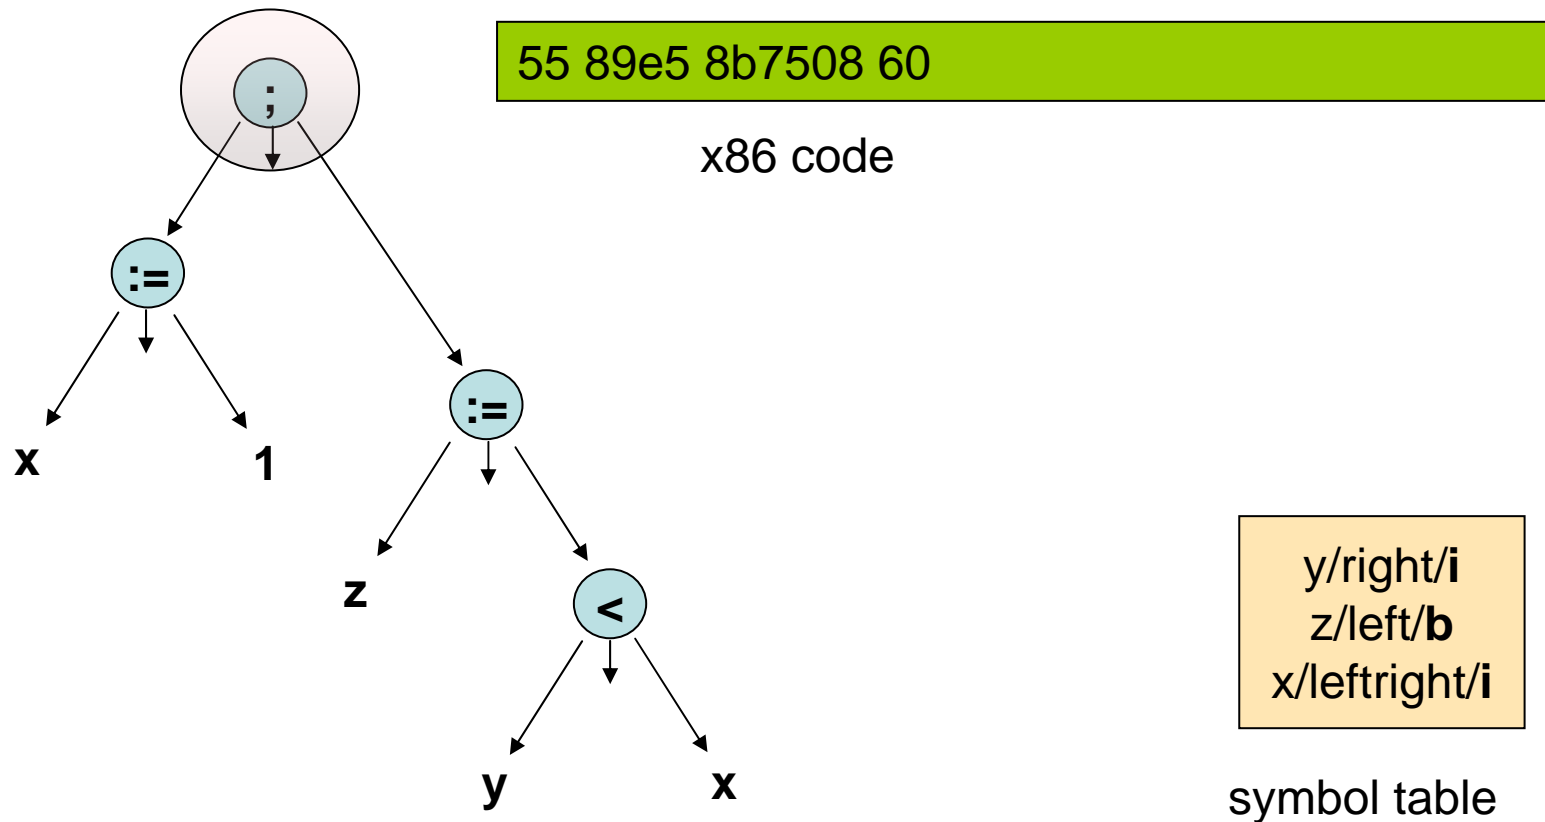 ;
55 89e5 8b7508 60
x86 code
:=
:=
x
1
z
<
y
x
y/right/i
z/left/b
x/leftright/i
symbol table